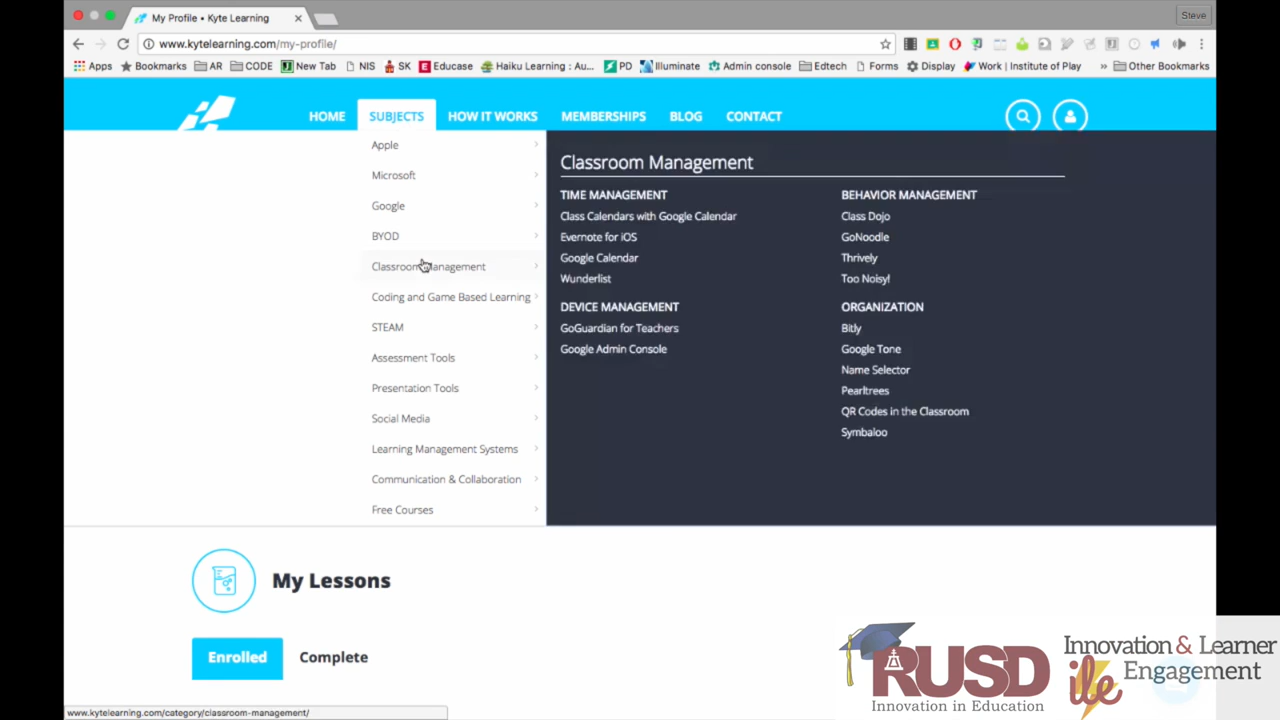 My Profile • Kyte Learning
Steve
www.kytelearning.com/my-profile/
Apps Bookmarks AR CODE New Tab NIS SK Educase Haiku Learning : Au... PD Illuminate Admin console Edtech Forms Display Work | Institute of Play » Other Bookmarks
HOME SUBJECTS HOW IT WORKS MEMBERSHIPS BLOG CONTACT
Apple
Microsoft
Google
BYOD
Classroom Management
Coding and Game Based Learning
STEAM
Assessment Tools
Presentation Tools
Social Media
Learning Management Systems
Communication & Collaboration
Free Courses
Classroom Management
TIME MANAGEMENT
Class Calendars with Google Calendar
Evernote for iOS
Google Calendar
Wunderlist
DEVICE MANAGEMENT
GoGuardian for Teachers
Google Admin Console
BEHAVIOR MANAGEMENT
Class Dojo
GoNoodle
Thrively
Too Noisy!
ORGANIZATION
Bitly
Google Tone
Name Selector
Pearltrees
QR Codes in the Classroom
Symbaloo
My Lessons
Enrolled Complete
RUSD
Innovation in Education
Innovation & Learner
Engagement
ile
www.kytelearning.com/category/classroom-management/